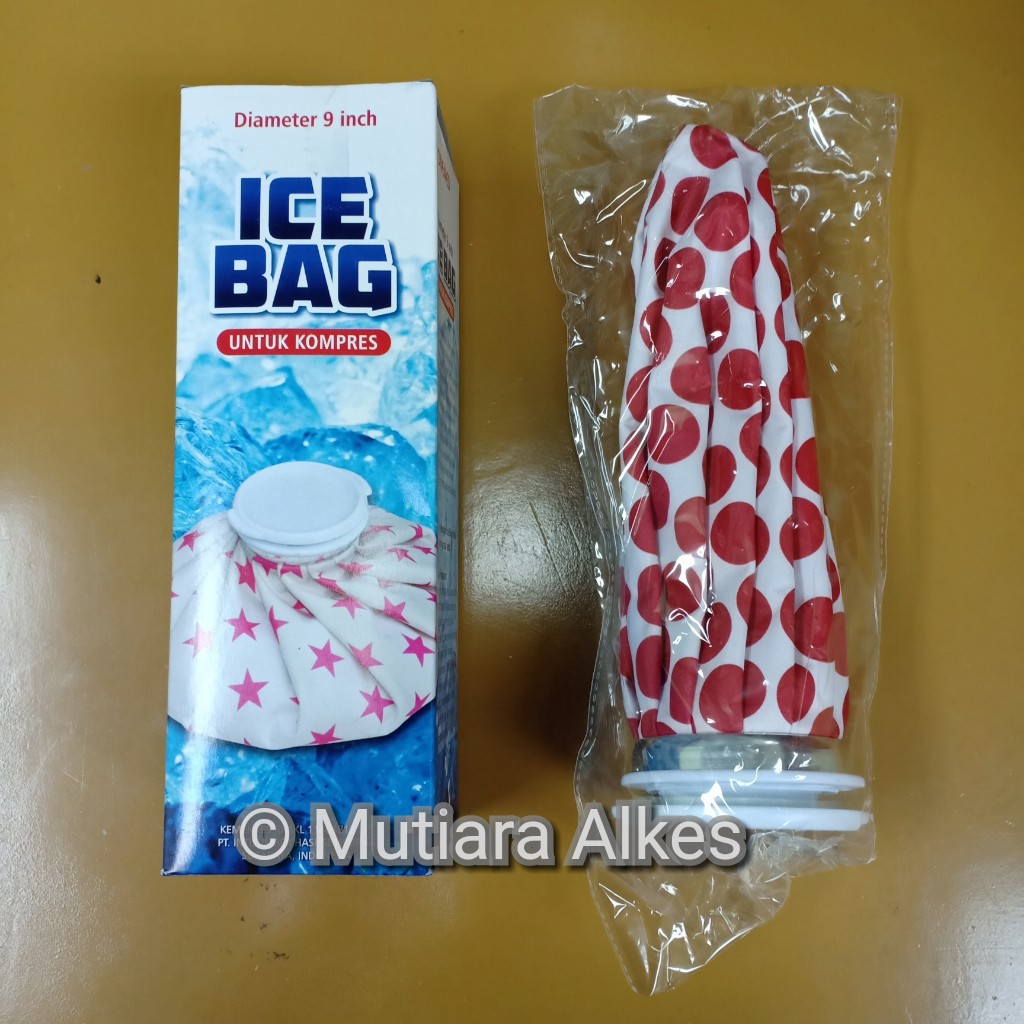 Diameter 9 inch
ICE
BAG
UNTUK KOMPRES
© Mutiara Alkes